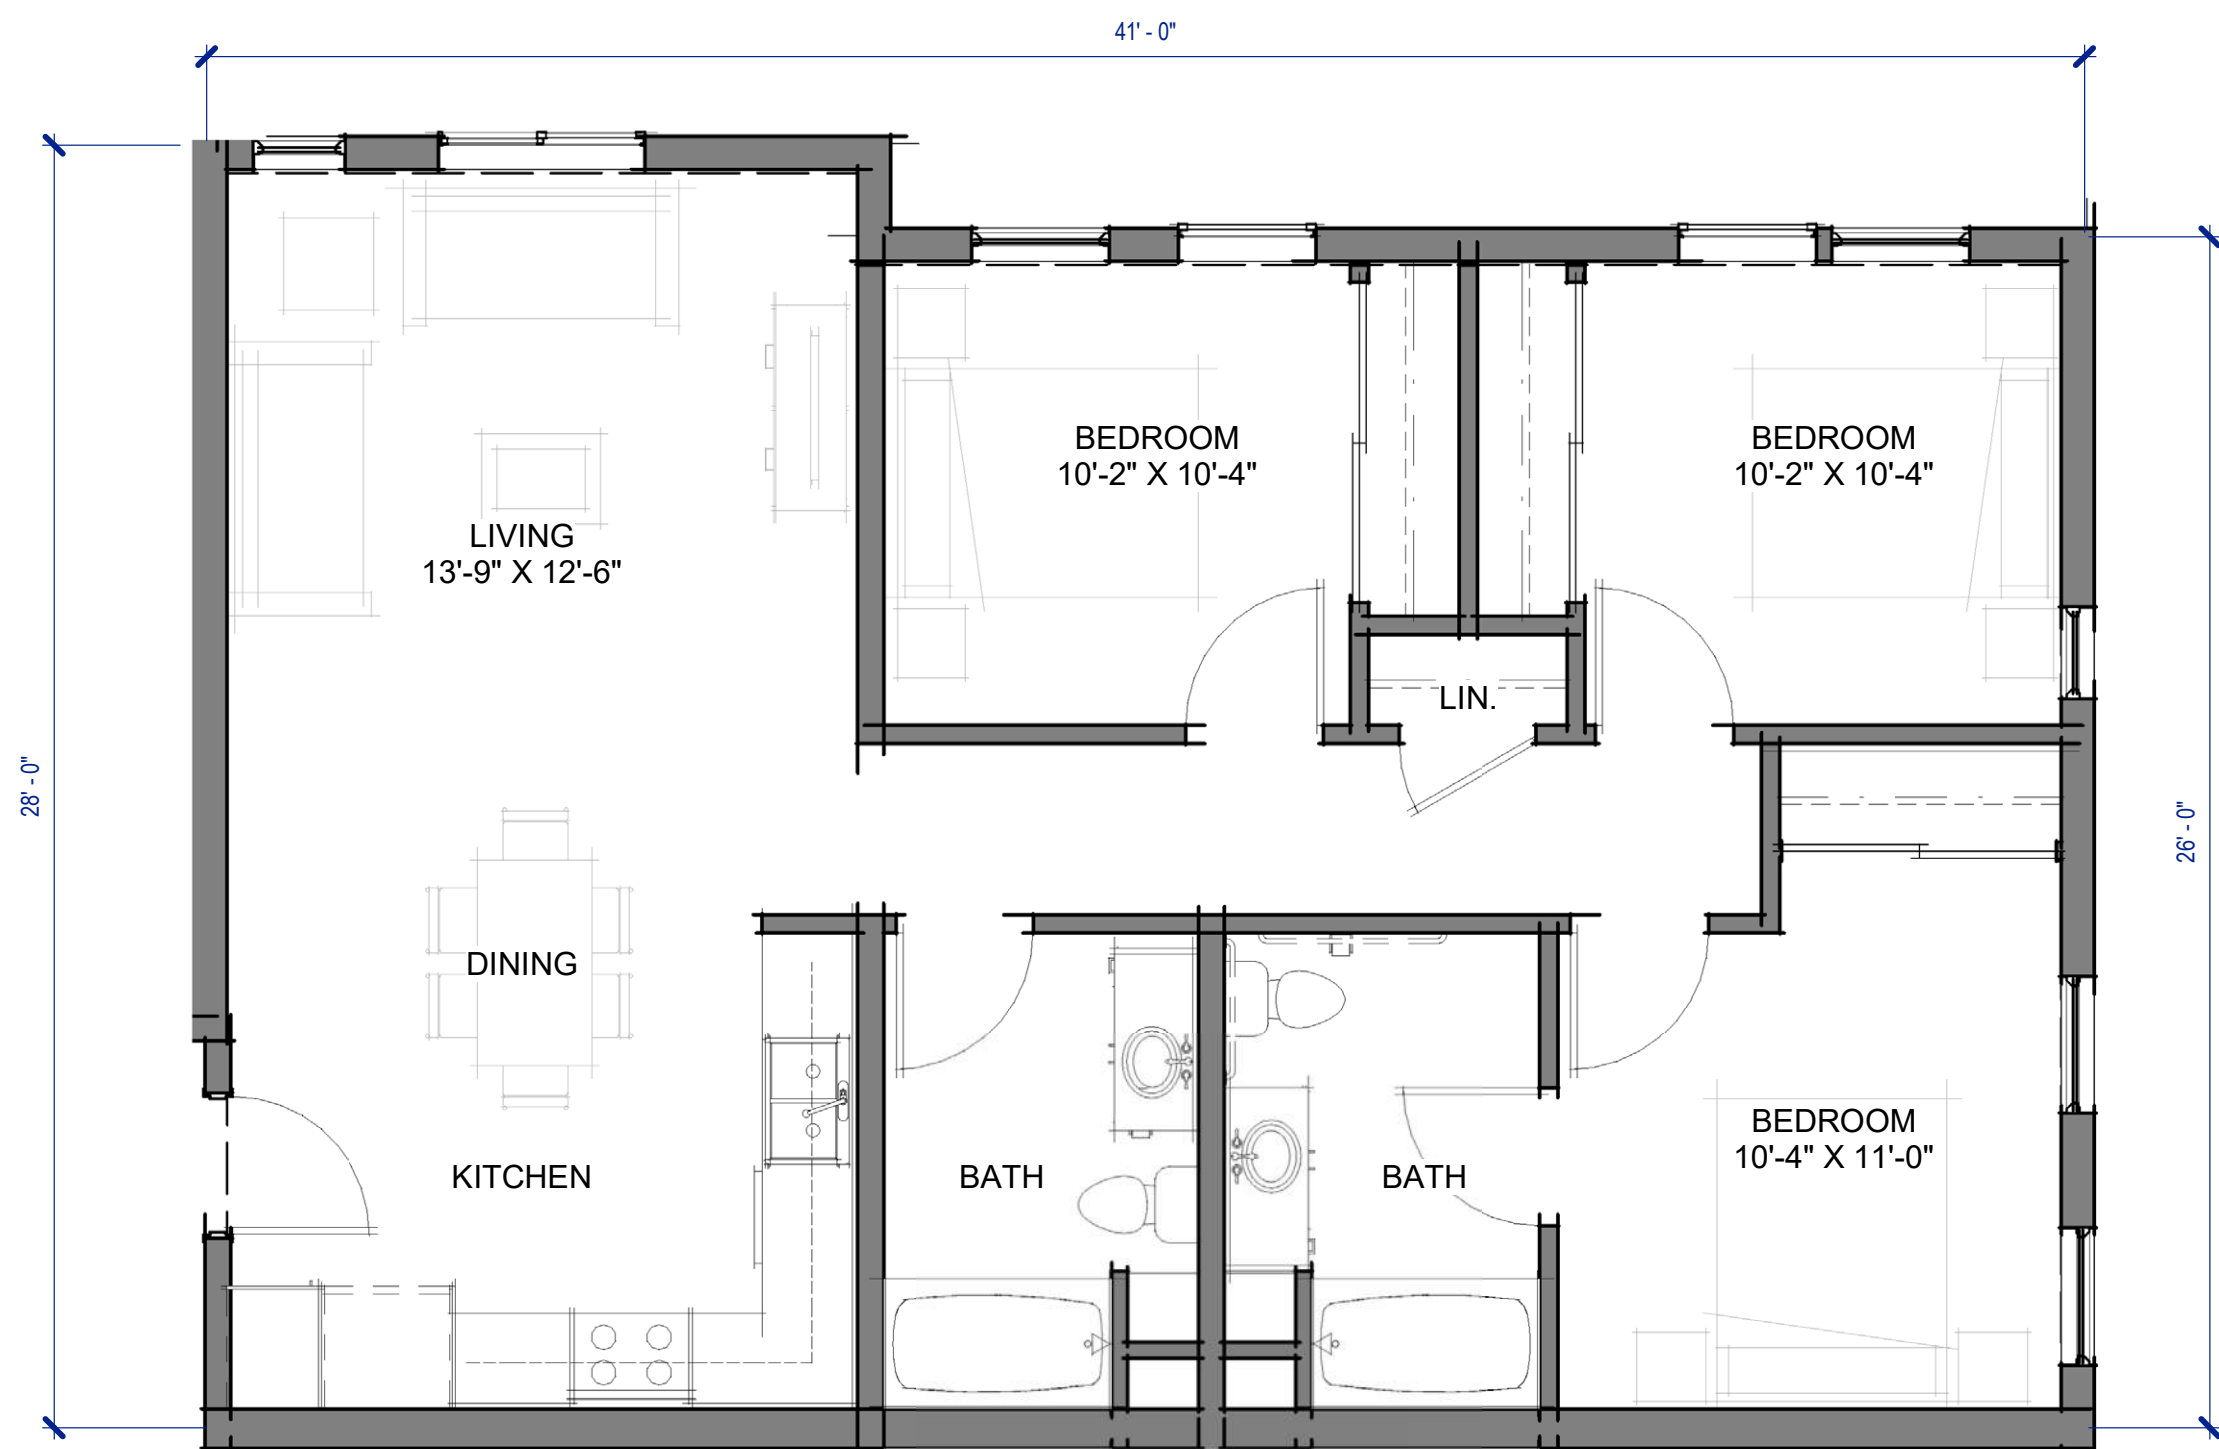 41' - 0"
BEDROOM
10'-2" X 10'-4"
BEDROOM
10'-2" X 10'-4"
LIVING
13'-9" X 12'-6"
LIN.
28' - 0"
26' - 0"
DINING
BEDROOM
10'-4" X 11'-0"
KITCHEN
BATH
BATH